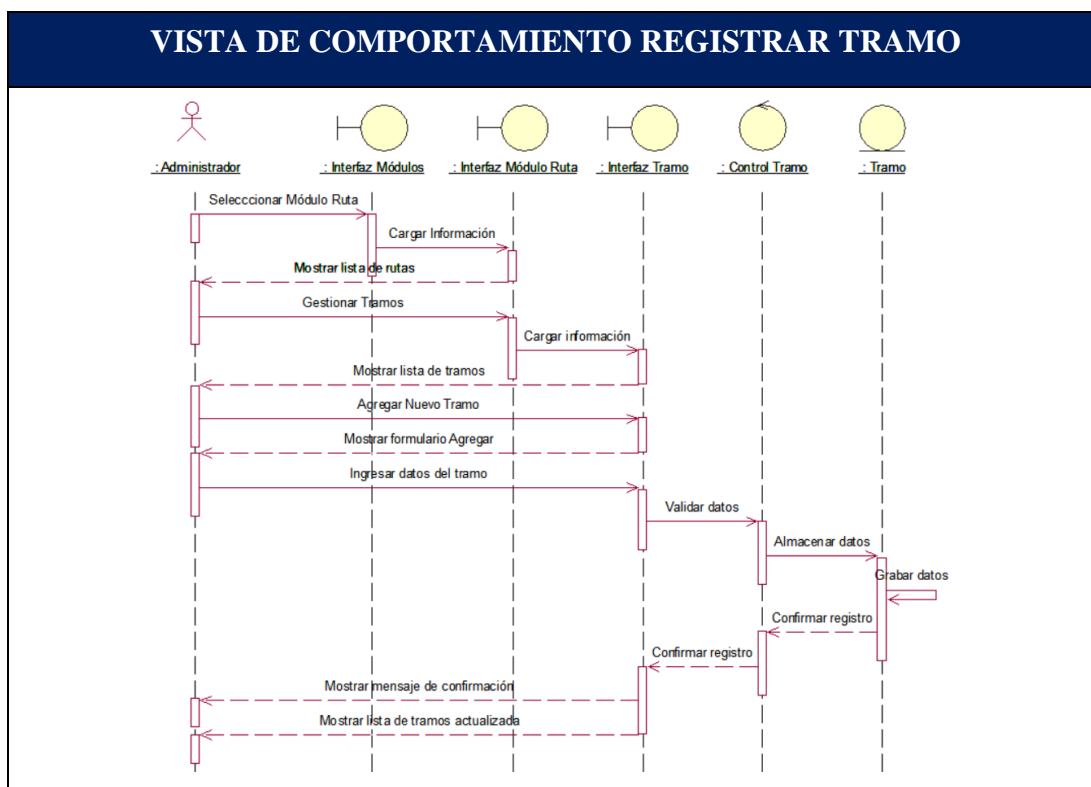 VISTA DE COMPORTAMIENTO REGISTRAR TRAMO
: Administrador
: Interfaz Módulos
: Interfaz Módulo Ruta
: Interfaz Tramo
: Control Tramo
: Tramo
Selecccionar Módulo Ruta
Cargar Información
Mostrar lista de rutas
Gestionar Tramos
Cargar información
Mostrar lista de tramos
Agregar Nuevo Tramo
Mostrar formulario Agregar
Ingresar datos del tramo
Validar datos
Almacenar datos
Grabar datos
Confirmar registro
Confirmar registro
Mostrar mensaje de confirmación
Mostrar lista de tramos actualizada